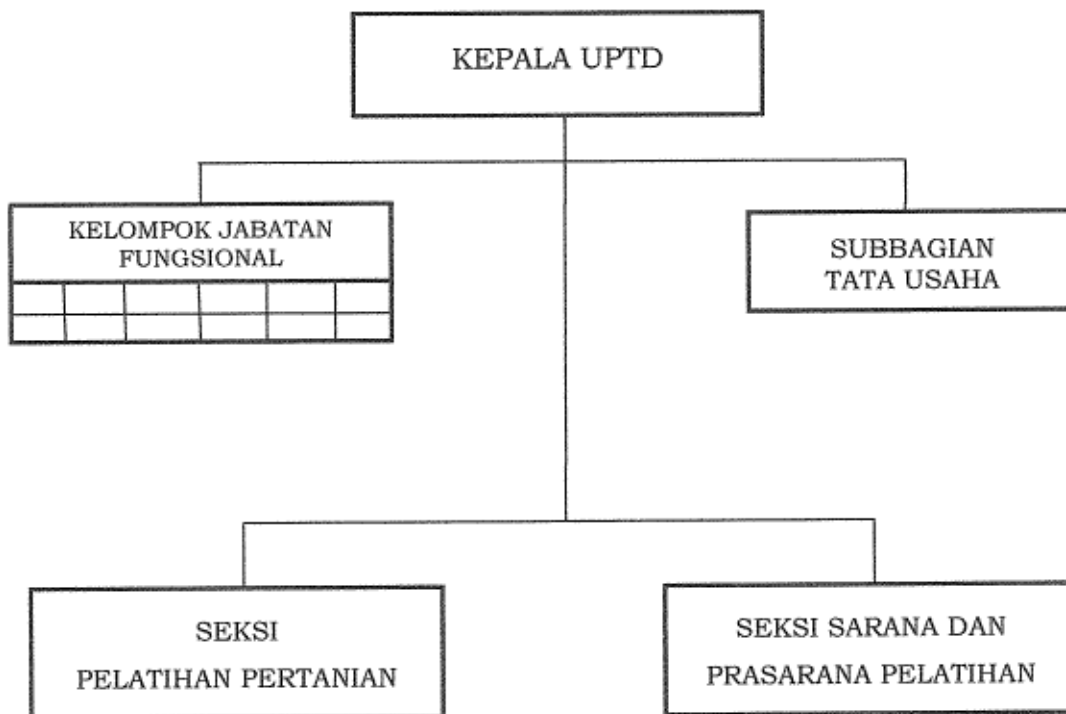 KEPALA UPTD
KELOMPOK JABATAN
FUNGSIONAL
SUBBAGIAN
TATA USAHA
SEKSI
PELATIHAN PERTANIAN
SEKSI SARANA DAN
PRASARANA PELATIHAN